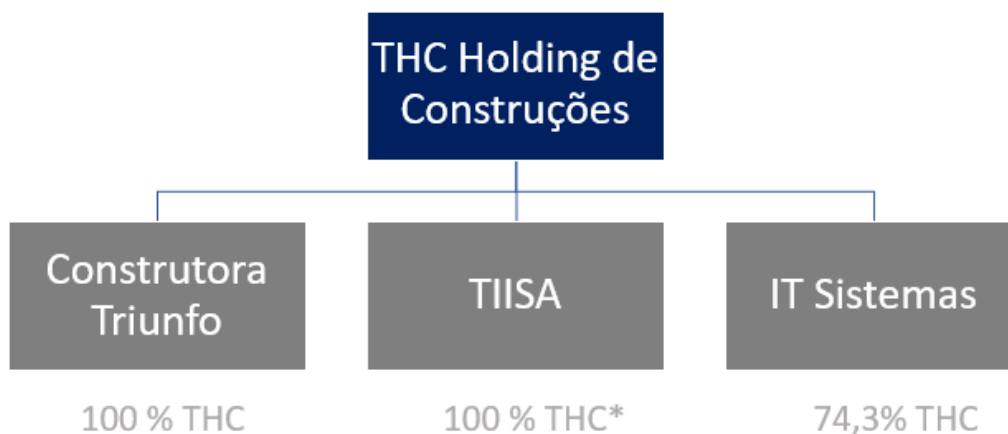 THC Holding de
Construções
Construtora
Triunfo
TIISA
IT Sistemas
100 % THC
100 % THC*
74,3% THC